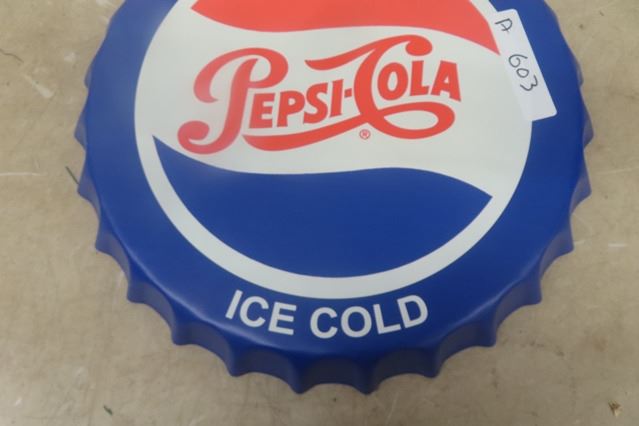 A
603
PEPSI-COLA
®
ICE COLD